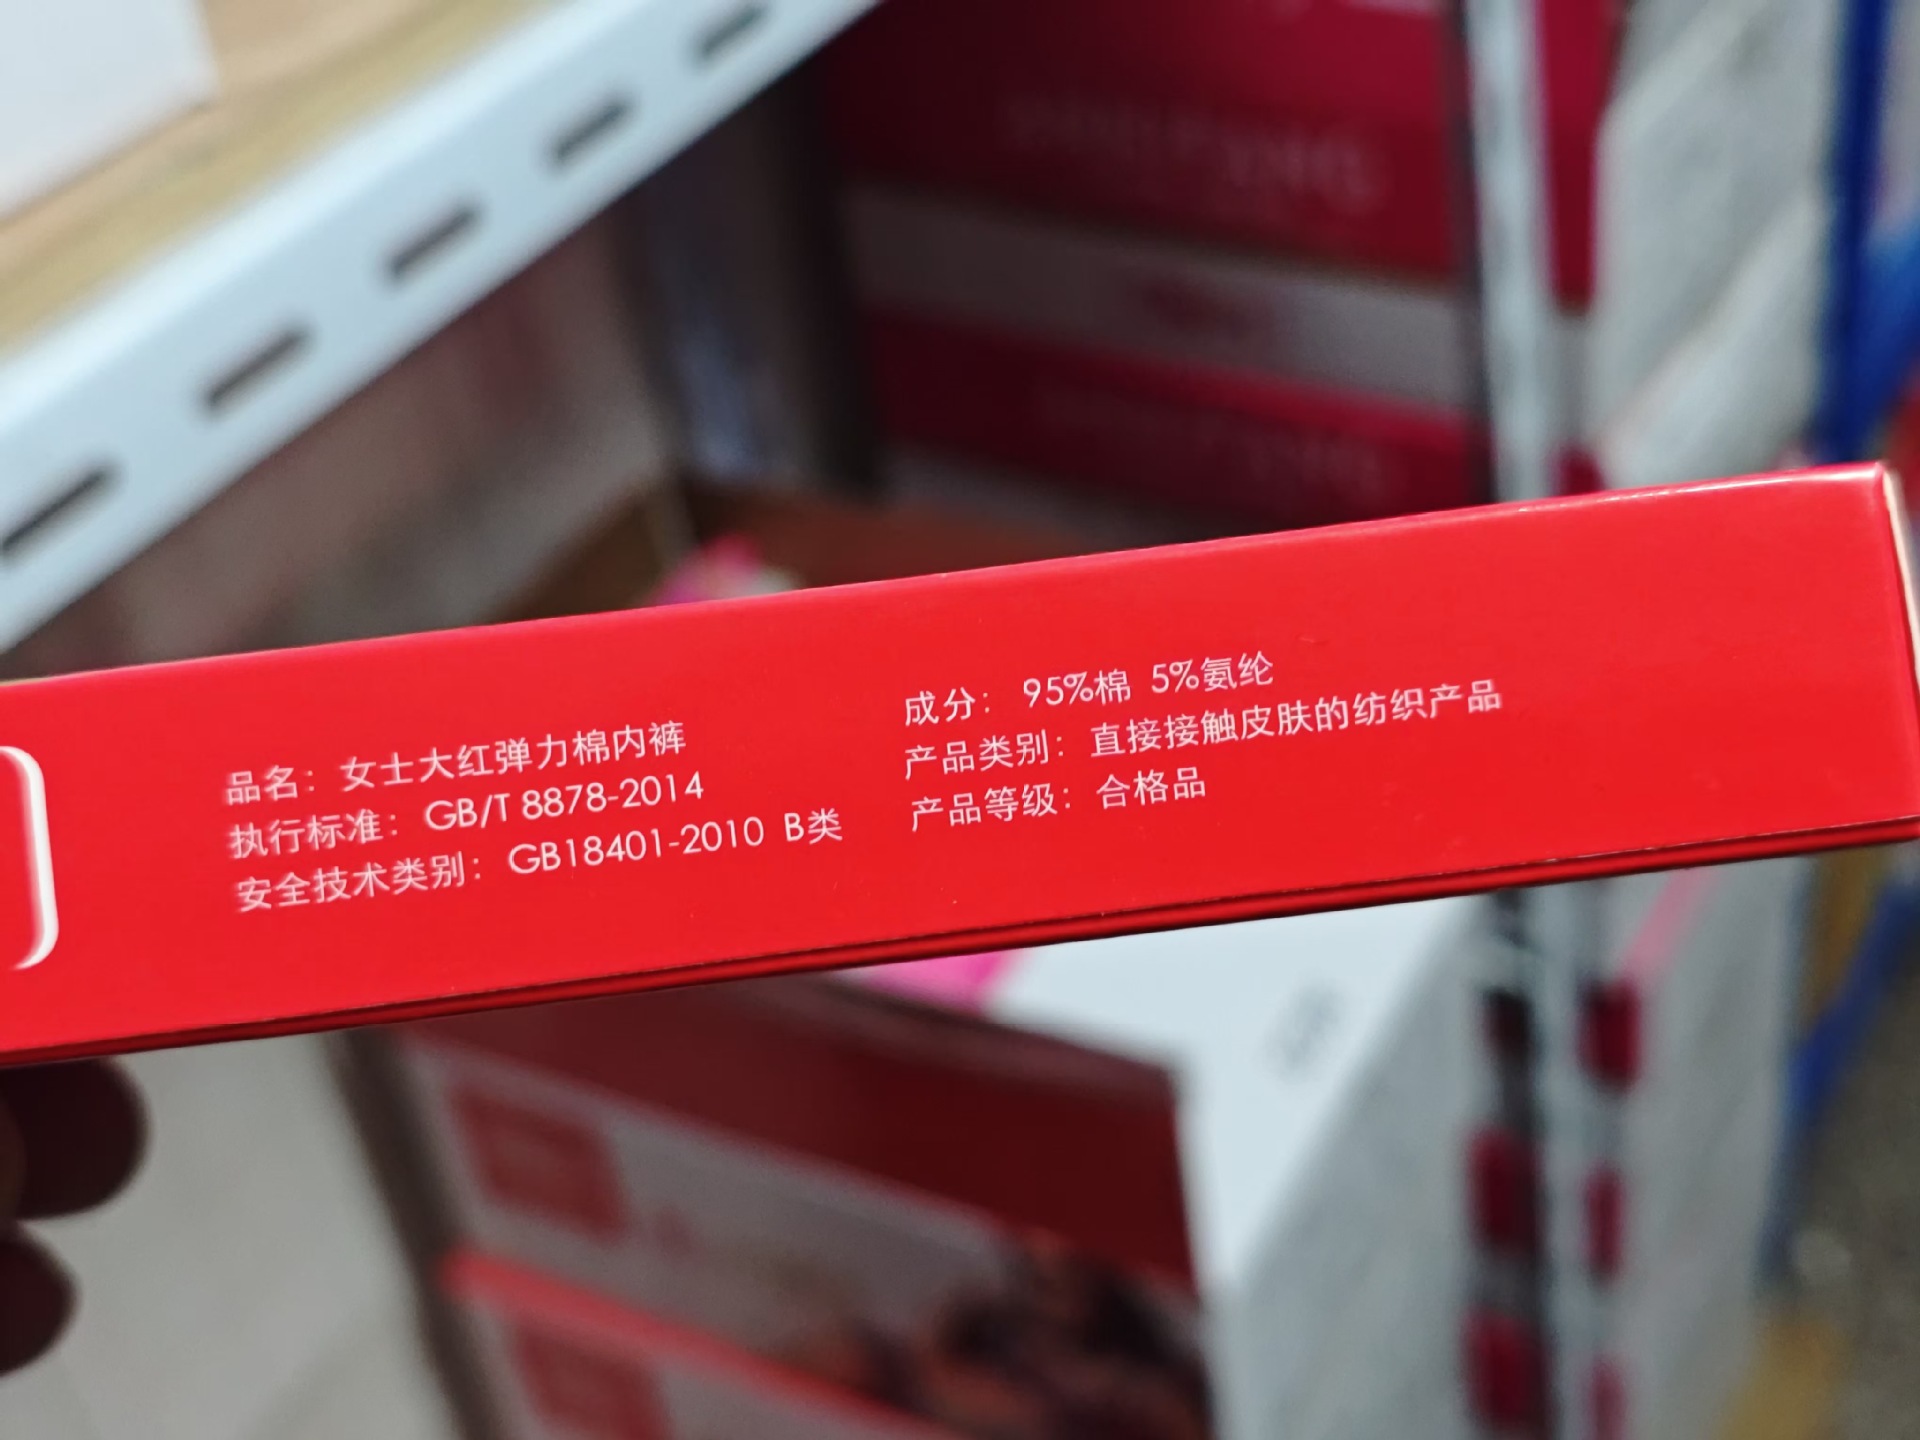 品名：女士大红弹力棉内裤
执行标准：GB/T 8878-2014
安全技术类别：GB18401-2010 B类
成分：95%棉 5%氨纶
产品类别：直接接触皮肤的纺织产品
产品等级：合格品